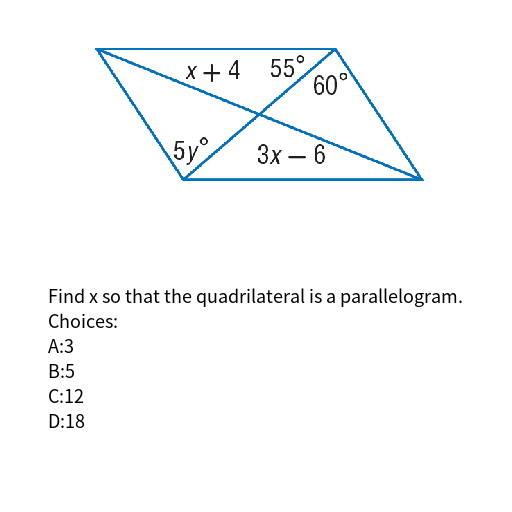 x + 4 55°
60°
5y°
3x – 6
Find x so that the quadrilateral is a parallelogram.
Choices:
A:3
B:5
C:12
D:18